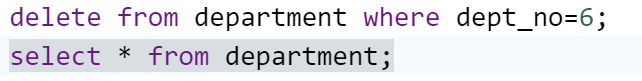 delete from department where dept_no=6;
select * from department;